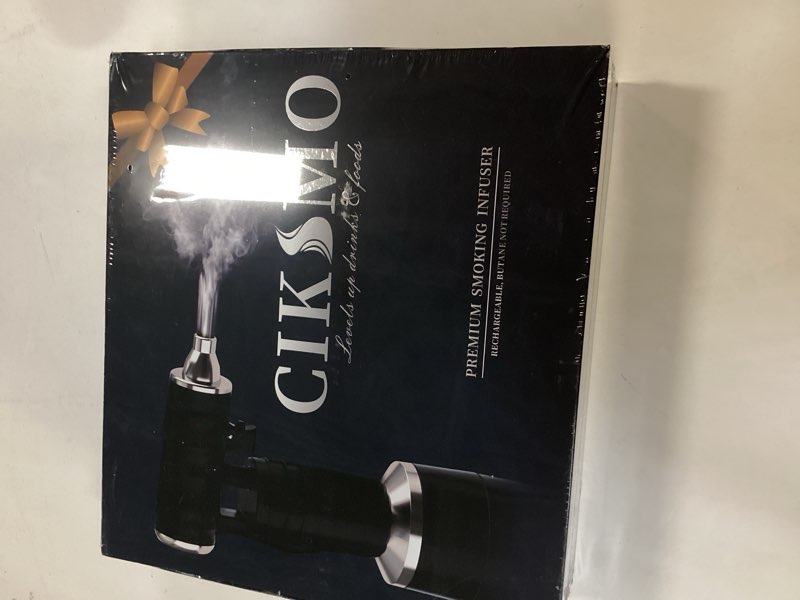 CIKSMO
Levels up drinks & foods
PREMIUM SMOKING INFUSER
RECHARGEABLE, BUTANE NOT REQUIRED